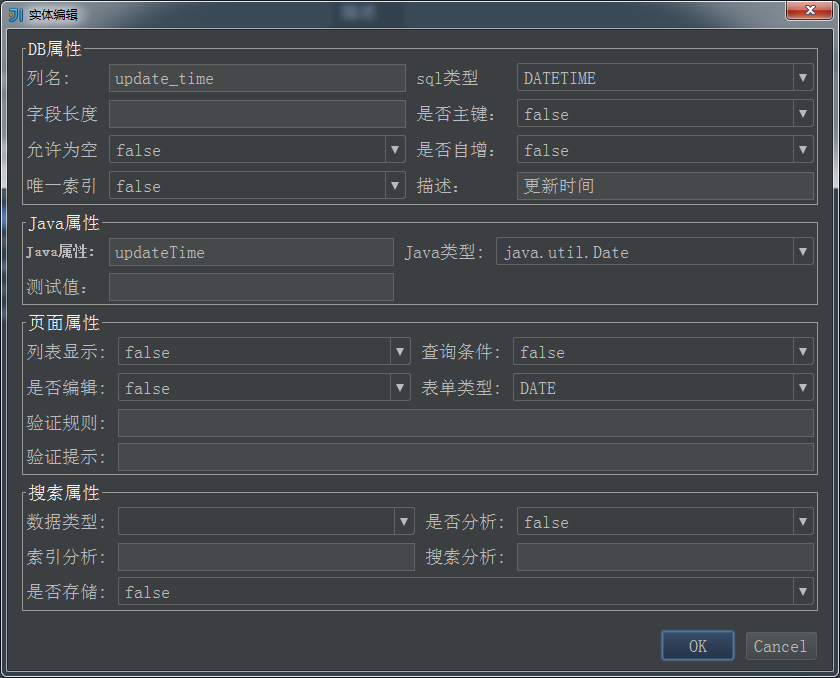 实体编辑
DB属性
列名: update_time sql类型 DATETIME
字段长度 是否主键: false
允许为空 false 是否自增: false
唯一索引 false 描述: 更新时间
Java属性
Java属性: updateTime Java类型: java.util.Date
测试值:
页面属性
列表显示: false 查询条件: false
是否编辑: false 表单类型: DATE
验证规则:
验证提示:
搜索属性
数据类型: 是否分析: false
索引分析: 搜索分析:
是否存储: false
OK Cancel